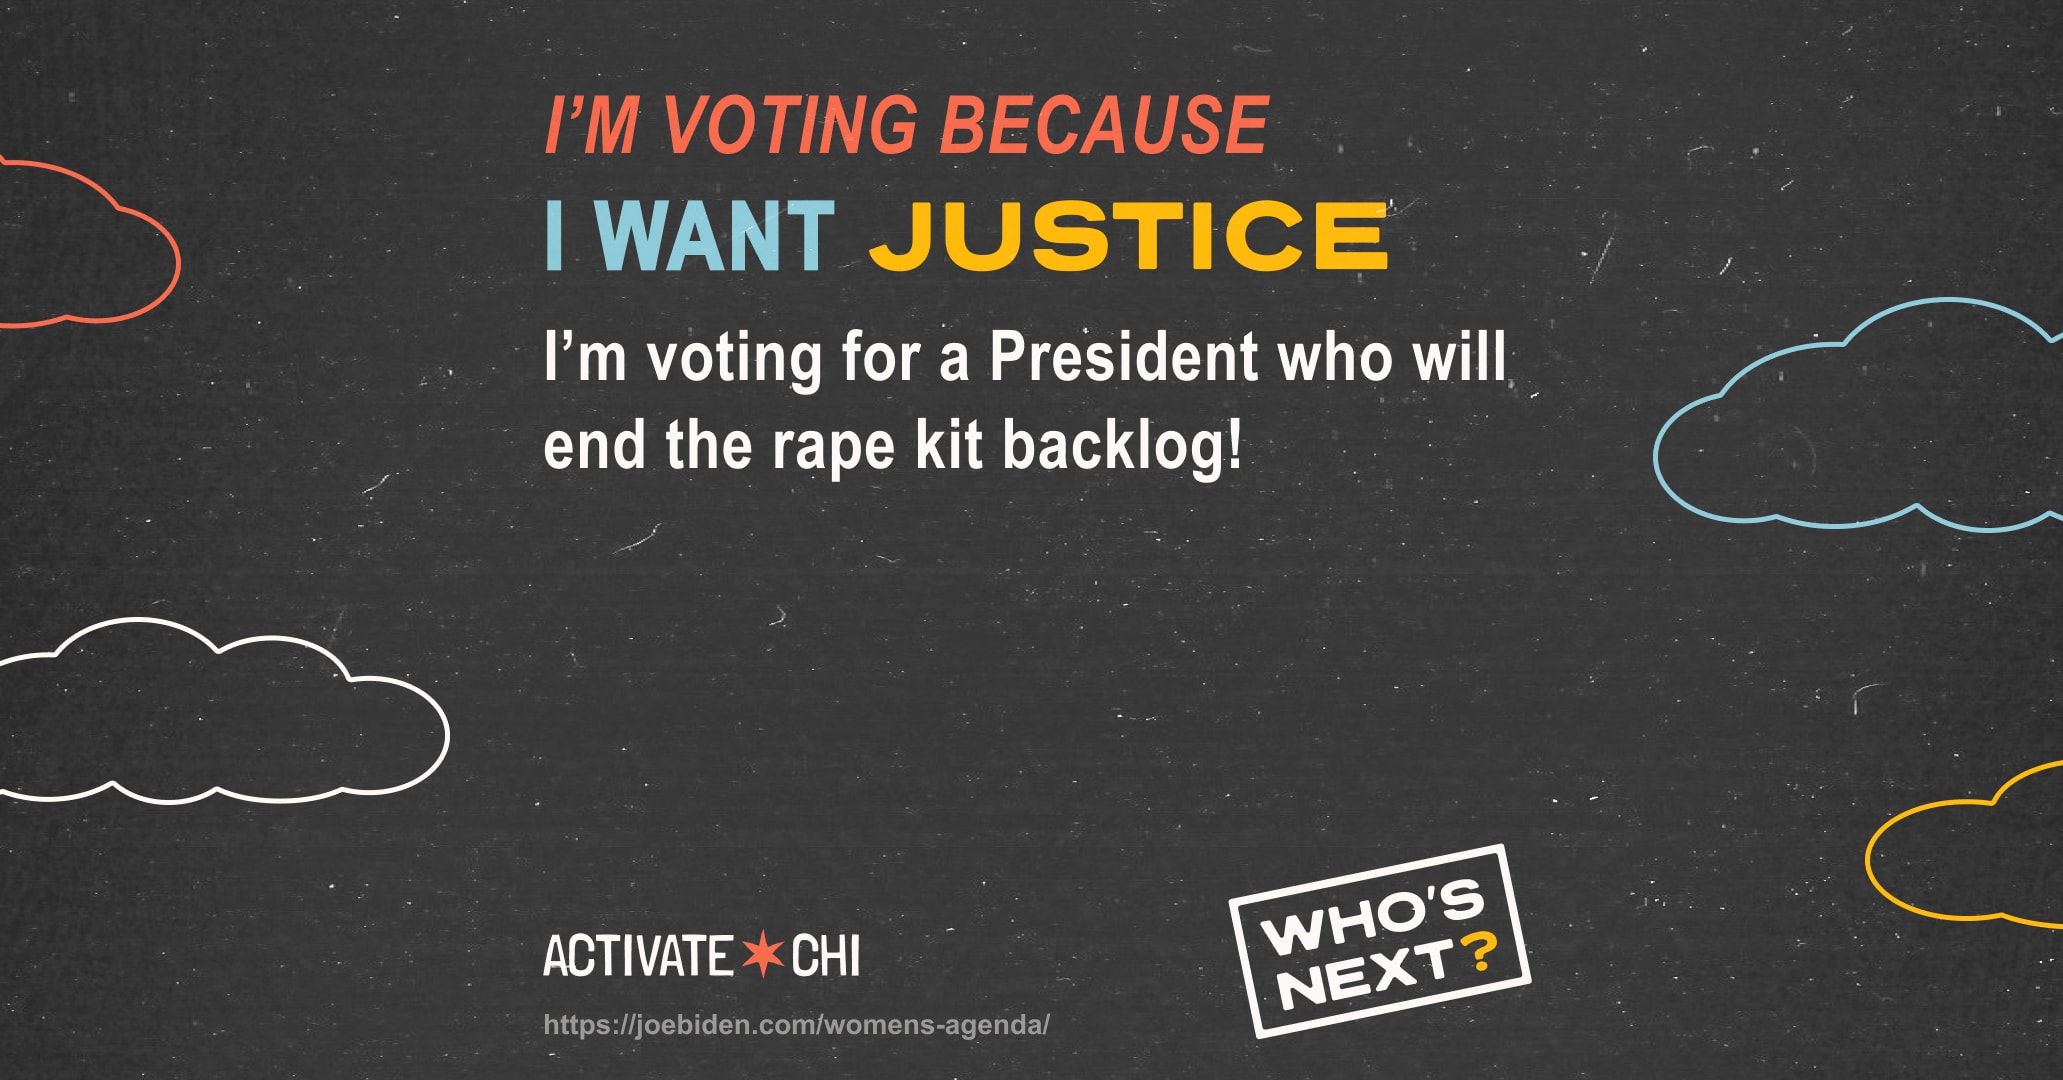 I’M VOTING BECAUSE
I WANT JUSTICE
I’m voting for a President who will
end the rape kit backlog!
WHO’S
NEXT?
ACTIVATE CHI
https://joebiden.com/womens-agenda/